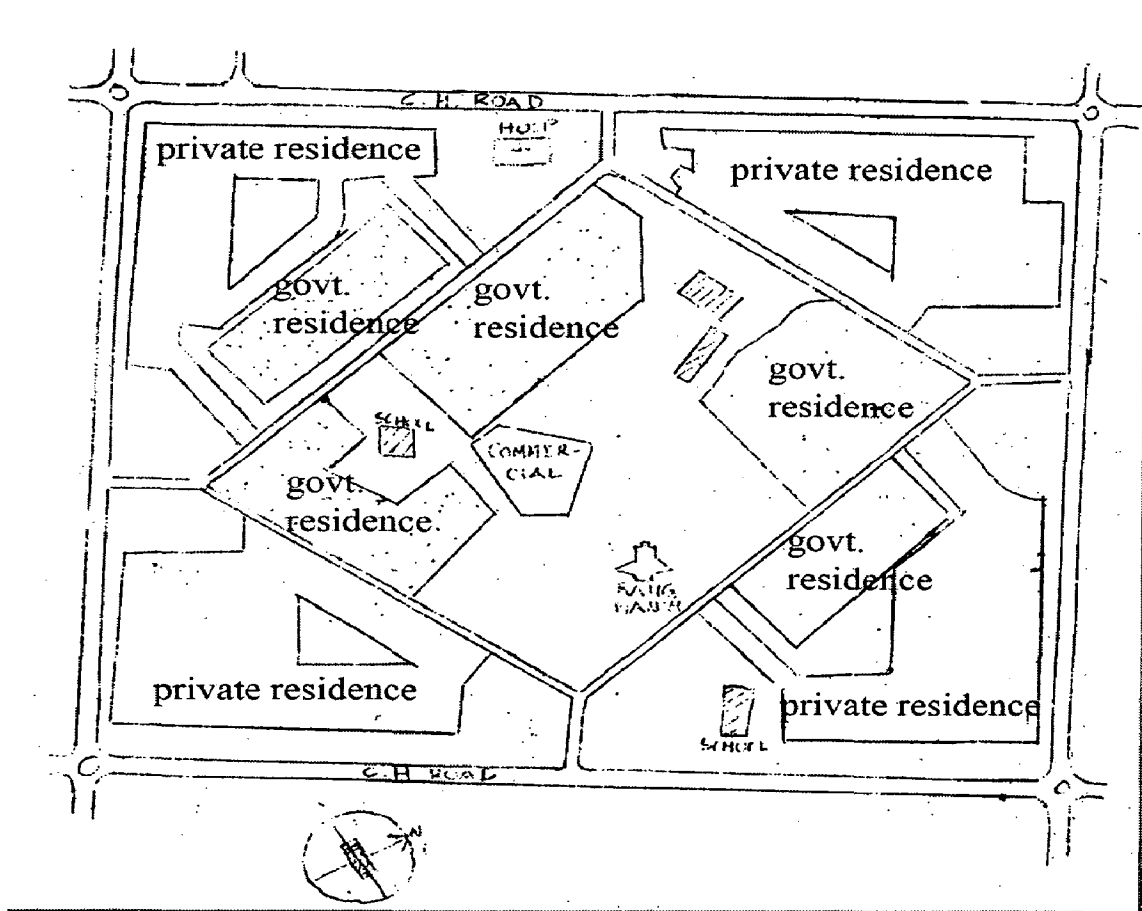 C. H. ROAD
HOSP
private residence
private residence
govt.
residence
govt.
residence
govt.
residence
SCHOOL
COMMER-
CIAL
govt.
residence
govt.
residence
private residence
private residence
SCHOOL
C. H ROAD
N